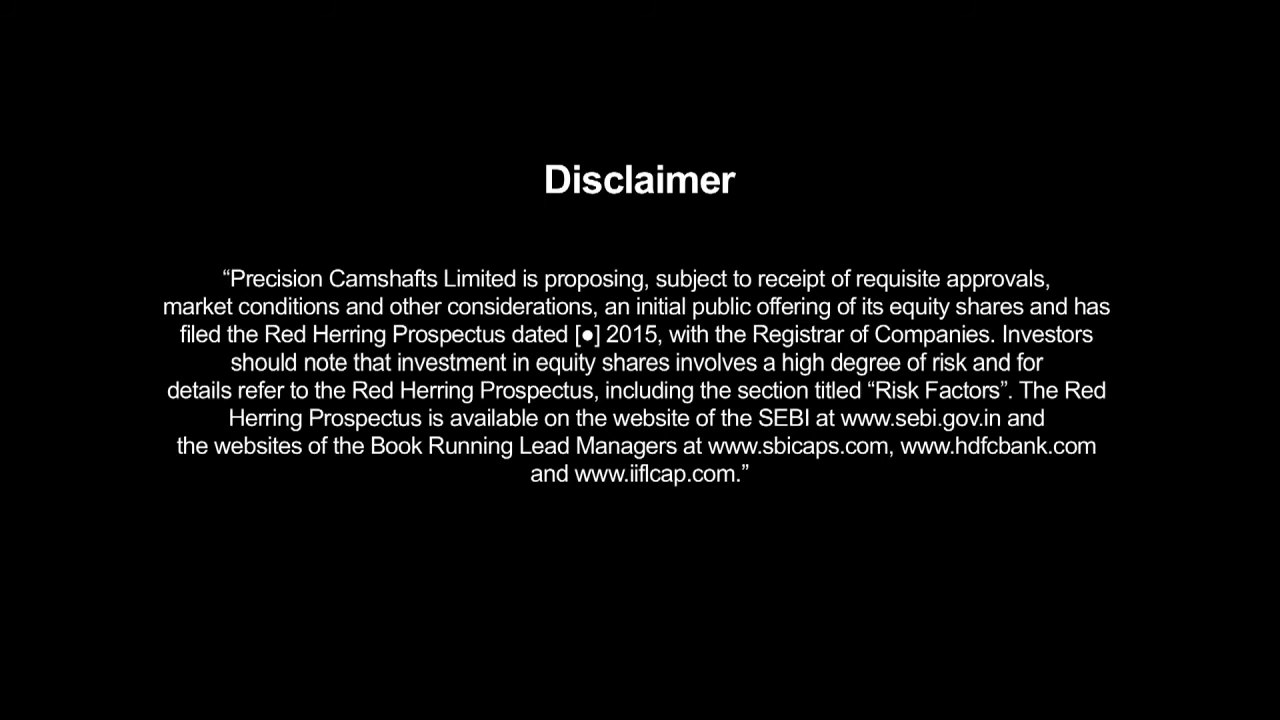 Disclaimer
“Precision Camshafts Limited is proposing, subject to receipt of requisite approvals,
market conditions and other considerations, an initial public offering of its equity shares and has
filed the Red Herring Prospectus dated [●] 2015, with the Registrar of Companies. Investors
should note that investment in equity shares involves a high degree of risk and for
details refer to the Red Herring Prospectus, including the section titled “Risk Factors”. The Red
Herring Prospectus is available on the website of the SEBI at www.sebi.gov.in and
the websites of the Book Running Lead Managers at www.sbicaps.com, www.hdfcbank.com
and www.iiflcap.com.”